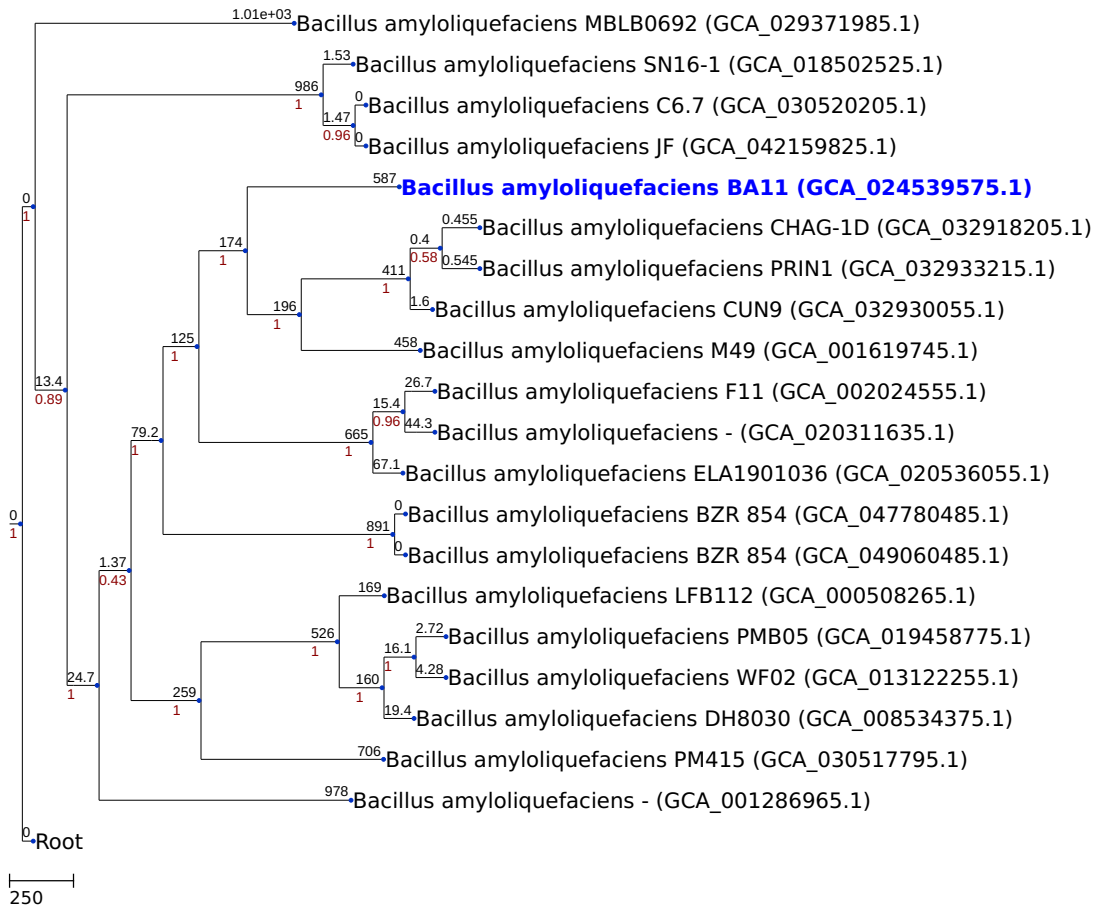 1.01e+03
Bacillus amyloliquefaciens MBLB0692 (GCA_029371985.1)
1.53
Bacillus amyloliquefaciens SN16-1 (GCA_018502525.1)
986
1
0
Bacillus amyloliquefaciens C6.7 (GCA_030520205.1)
1.47
0.96
0
Bacillus amyloliquefaciens JF (GCA_042159825.1)
587
Bacillus amyloliquefaciens BA11 (GCA_024539575.1)
0
1
0.455
Bacillus amyloliquefaciens CHAG-1D (GCA_032918205.1)
174
1
0.4
0.58
0.545
Bacillus amyloliquefaciens PRIN1 (GCA_032933215.1)
411
1
1.6
Bacillus amyloliquefaciens CUN9 (GCA_032930055.1)
196
1
125
1
458
Bacillus amyloliquefaciens M49 (GCA_001619745.1)
13.4
0.89
26.7
Bacillus amyloliquefaciens F11 (GCA_002024555.1)
15.4
0.96
44.3
Bacillus amyloliquefaciens - (GCA_020311635.1)
79.2
1
665
1
67.1
Bacillus amyloliquefaciens ELA1901036 (GCA_020536055.1)
0
Bacillus amyloliquefaciens BZR 854 (GCA_047780485.1)
0
1
891
1
0
Bacillus amyloliquefaciens BZR 854 (GCA_049060485.1)
1.37
0.43
169
Bacillus amyloliquefaciens LFB112 (GCA_000508265.1)
526
1
2.72
Bacillus amyloliquefaciens PMB05 (GCA_019458775.1)
16.1
1
4.28
Bacillus amyloliquefaciens WF02 (GCA_013122255.1)
24.7
1
160
1
259
1
19.4
Bacillus amyloliquefaciens DH8030 (GCA_008534375.1)
706
Bacillus amyloliquefaciens PM415 (GCA_030517795.1)
978
Bacillus amyloliquefaciens - (GCA_001286965.1)
0
Root
250